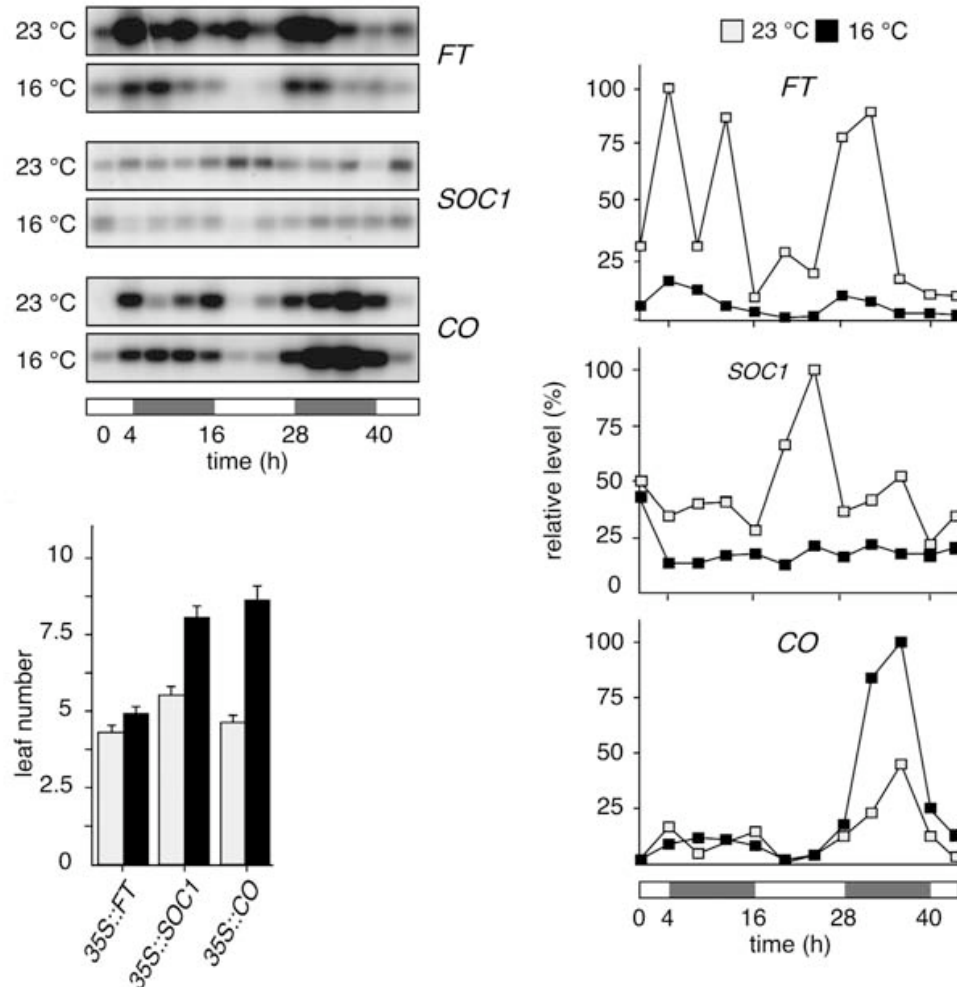 23 °C
16 °C
FT
23 °C
16 °C
SOC1
23 °C
16 °C
CO
0 4 16 28 40
time (h)
10
7.5
5
2.5
0
leaf number
35S::FT
35S::SOC1
35S::CO
23 °C 16 °C
FT
100
75
50
25
SOC1
100
75
50
25
0
relative level (%)
CO
100
75
50
25
0 4 16 28 40
time (h)